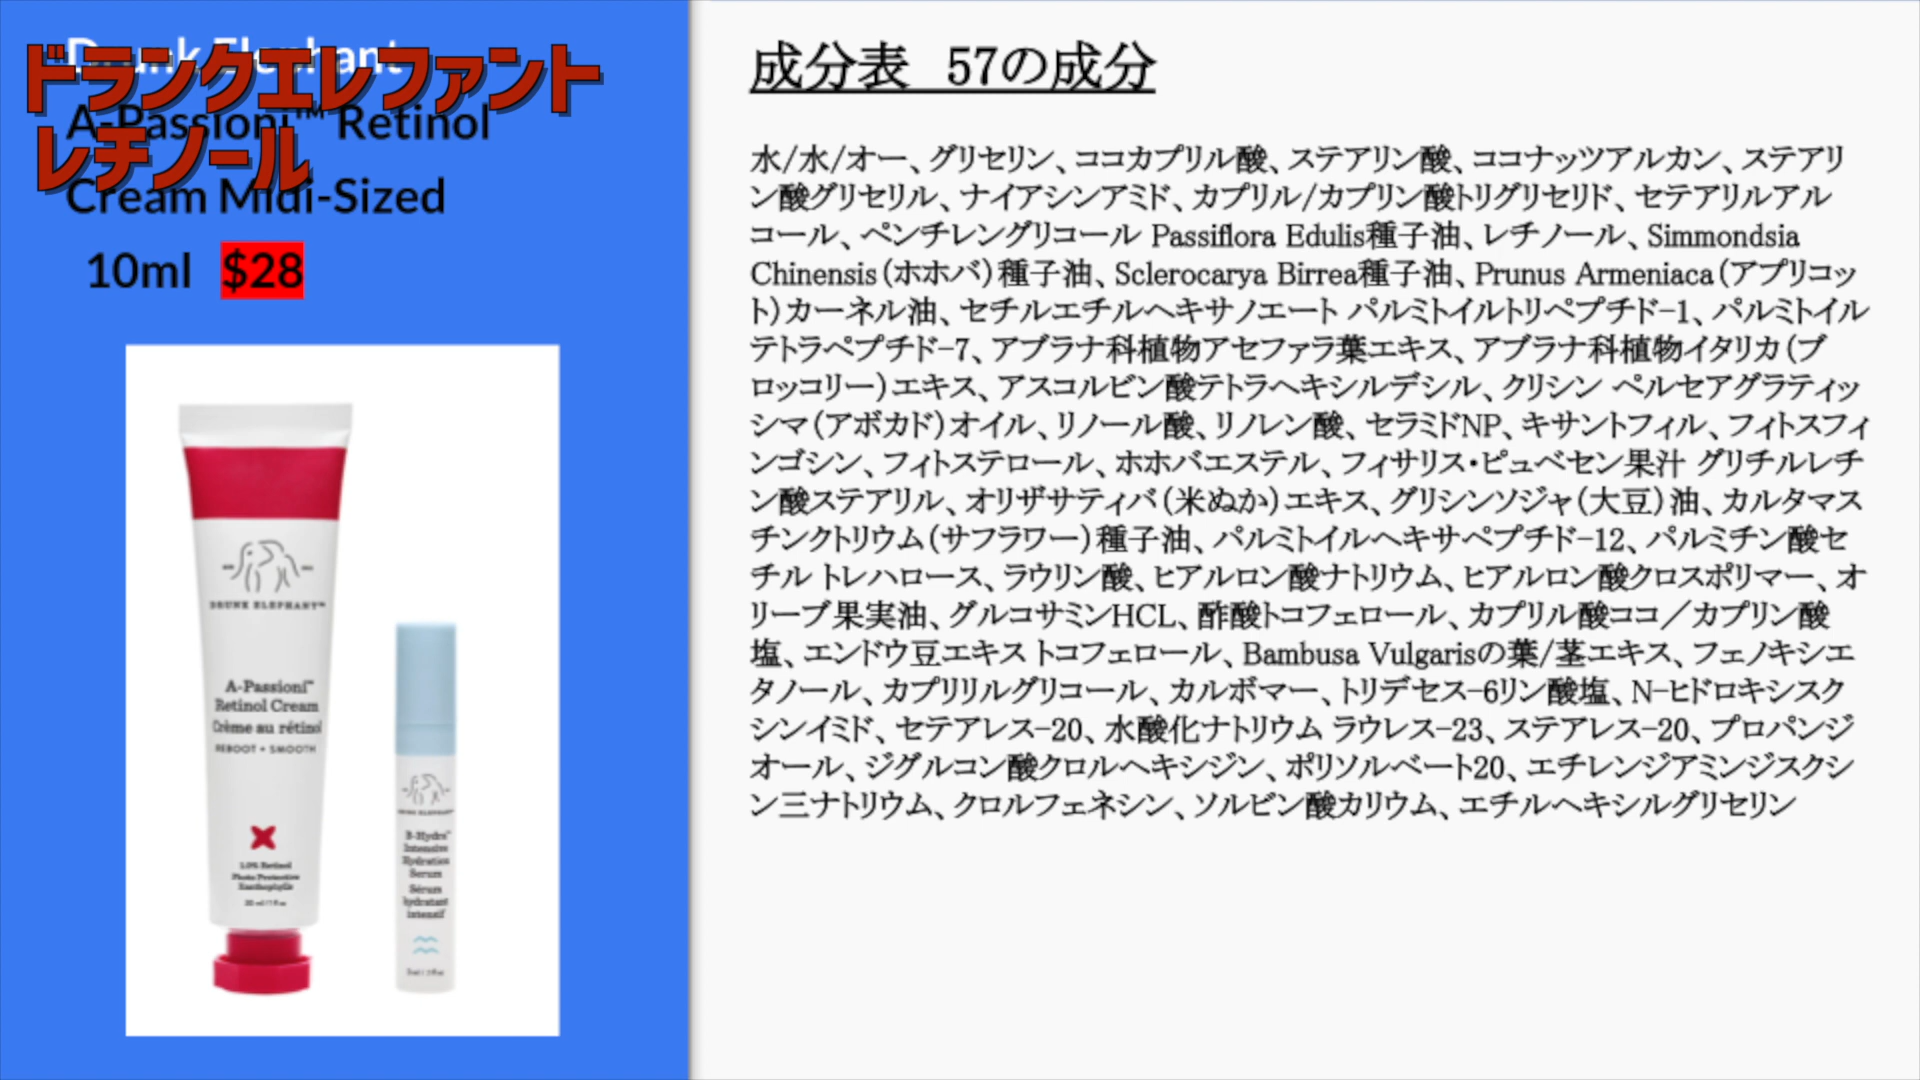 Drunk Elephant
ドランクエレファント
A-Passioni™ Retinol
レチノール
Cream Midi-Sized
10ml $28
DRUNK ELEPHANT™
A-Passioni™
Retinol Cream
Crème au rétinol
REBOOT + SMOOTH
1.0% Retinol
Photo Protective
Xanthophylls
B-Hydra™
Intensive
Hydration
Serum
Sérum
hydratant
intensif
成分表 57の成分
水/水/オー、グリセリン、ココカプリル酸、ステアリン酸、ココナッツアルカン、ステアリ
ン酸グリセリル、ナイアシンアミド、カプリル/カプリン酸トリグリセリド、セテアリルアル
コール、ペンチレングリコール Passiflora Edulis種子油、レチノール、Simmondsia
Chinensis(ホホバ)種子油、Sclerocarya Birrea種子油、Prunus Armeniaca(アプリコッ
ト)カーネル油、セチルエチルヘキサノエート パルミトイルトリペプチド-1、パルミトイル
テトラペプチド-7、アブラナ科植物アセファラ葉エキス、アブラナ科植物イタリカ(ブ
ロッコリー)エキス、アスコルビン酸テトラヘキシルデシル、クリシン ペルセアグラティッ
シマ(アボカド)オイル、リノール酸、リノレン酸、セラミドNP、キサントフィル、フィトスフィ
ンゴシン、フィトステロール、ホホバエステル、フィサリス・ピュベセン果汁 グリチルレチ
ン酸ステアリル、オリザサティバ(米ぬか)エキス、グリシンソジャ(大豆)油、カルタマス
チンクトリウム(サフラワー)種子油、パルミトイルヘキサペプチド-12、パルミチン酸セ
チル トレハロース、ラウリン酸、ヒアルロン酸ナトリウム、ヒアルロン酸クロスポリマー、オ
リーブ果実油、グルコサミンHCL、酢酸トコフェロール、カプリル酸ココ／カプリン酸
塩、エンドウ豆エキス トコフェロール、Bambusa Vulgarisの葉/茎エキス、フェノキシエ
タノール、カプリリルグリコール、カルボマー、トリデセス-6リン酸塩、N-ヒドロキシスク
シンイミド、セテアレス-20、水酸化ナトリウム ラウレス-23、ステアレス-20、プロパンジ
オール、ジグルコン酸クロルヘキシジン、ポリソルベート20、エチレンジアミンジスクシ
ン三ナトリウム、クロルフェネシン、ソルビン酸カリウム、エチルヘキシルグリセリン